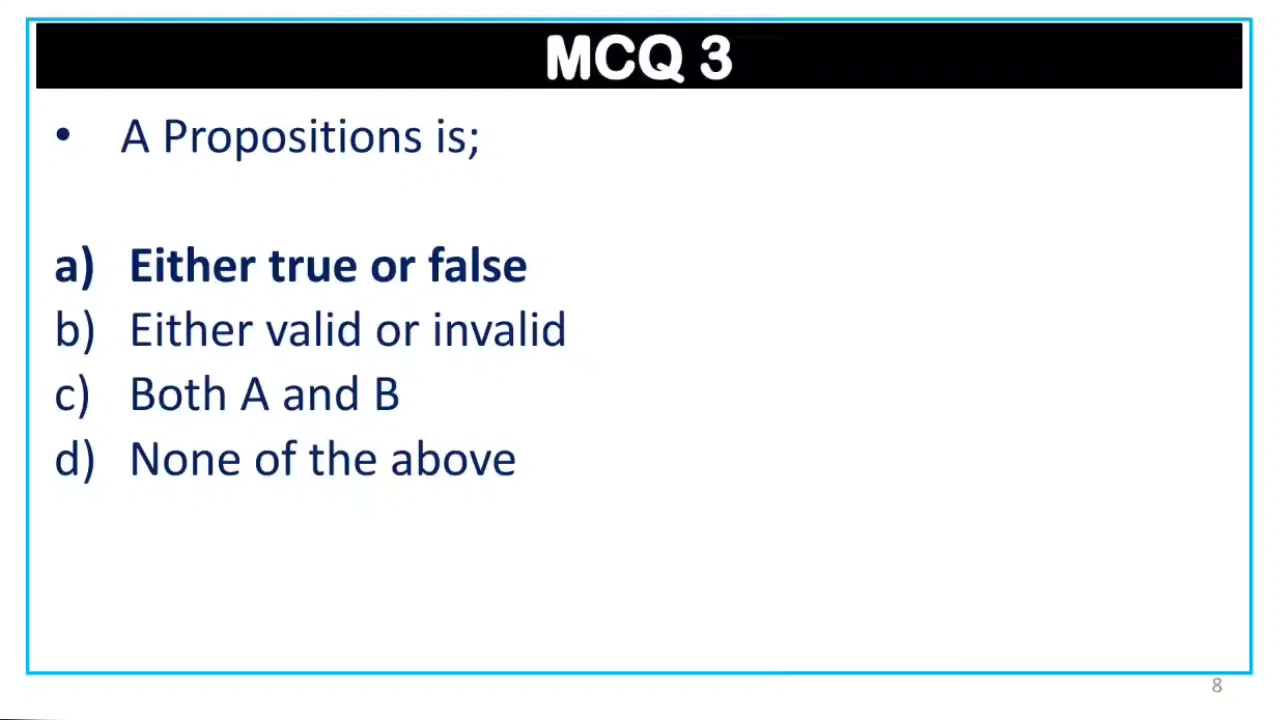 MCQ 3
• A Propositions is;
a) Either true or false
b) Either valid or invalid
c) Both A and B
d) None of the above
8